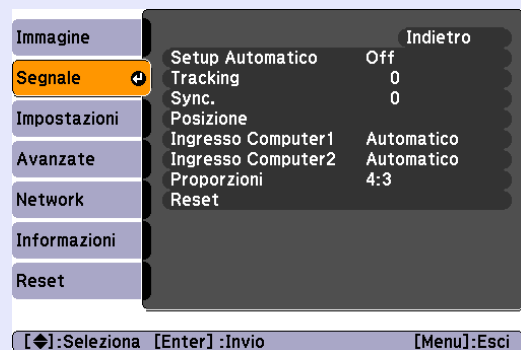 Immagine
Segnale
Impostazioni
Avanzate
Network
Informazioni
Reset
Indietro
Setup Automatico Off
Tracking 0
Sync. 0
Posizione
Ingresso Computer1 Automatico
Ingresso Computer2 Automatico
Proporzioni 4:3
Reset
[◆]:Seleziona [Enter] :Invio [Menu]:Esci